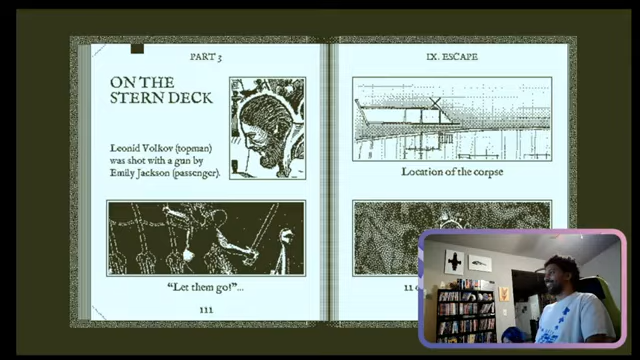 PART 3
ON THE
STERN DECK
Leonid Volkov (topman)
was shot with a gun by
Emily Jackson (passenger).
"Let them go!"...
111
IX. ESCAPE
Location of the corpse
11